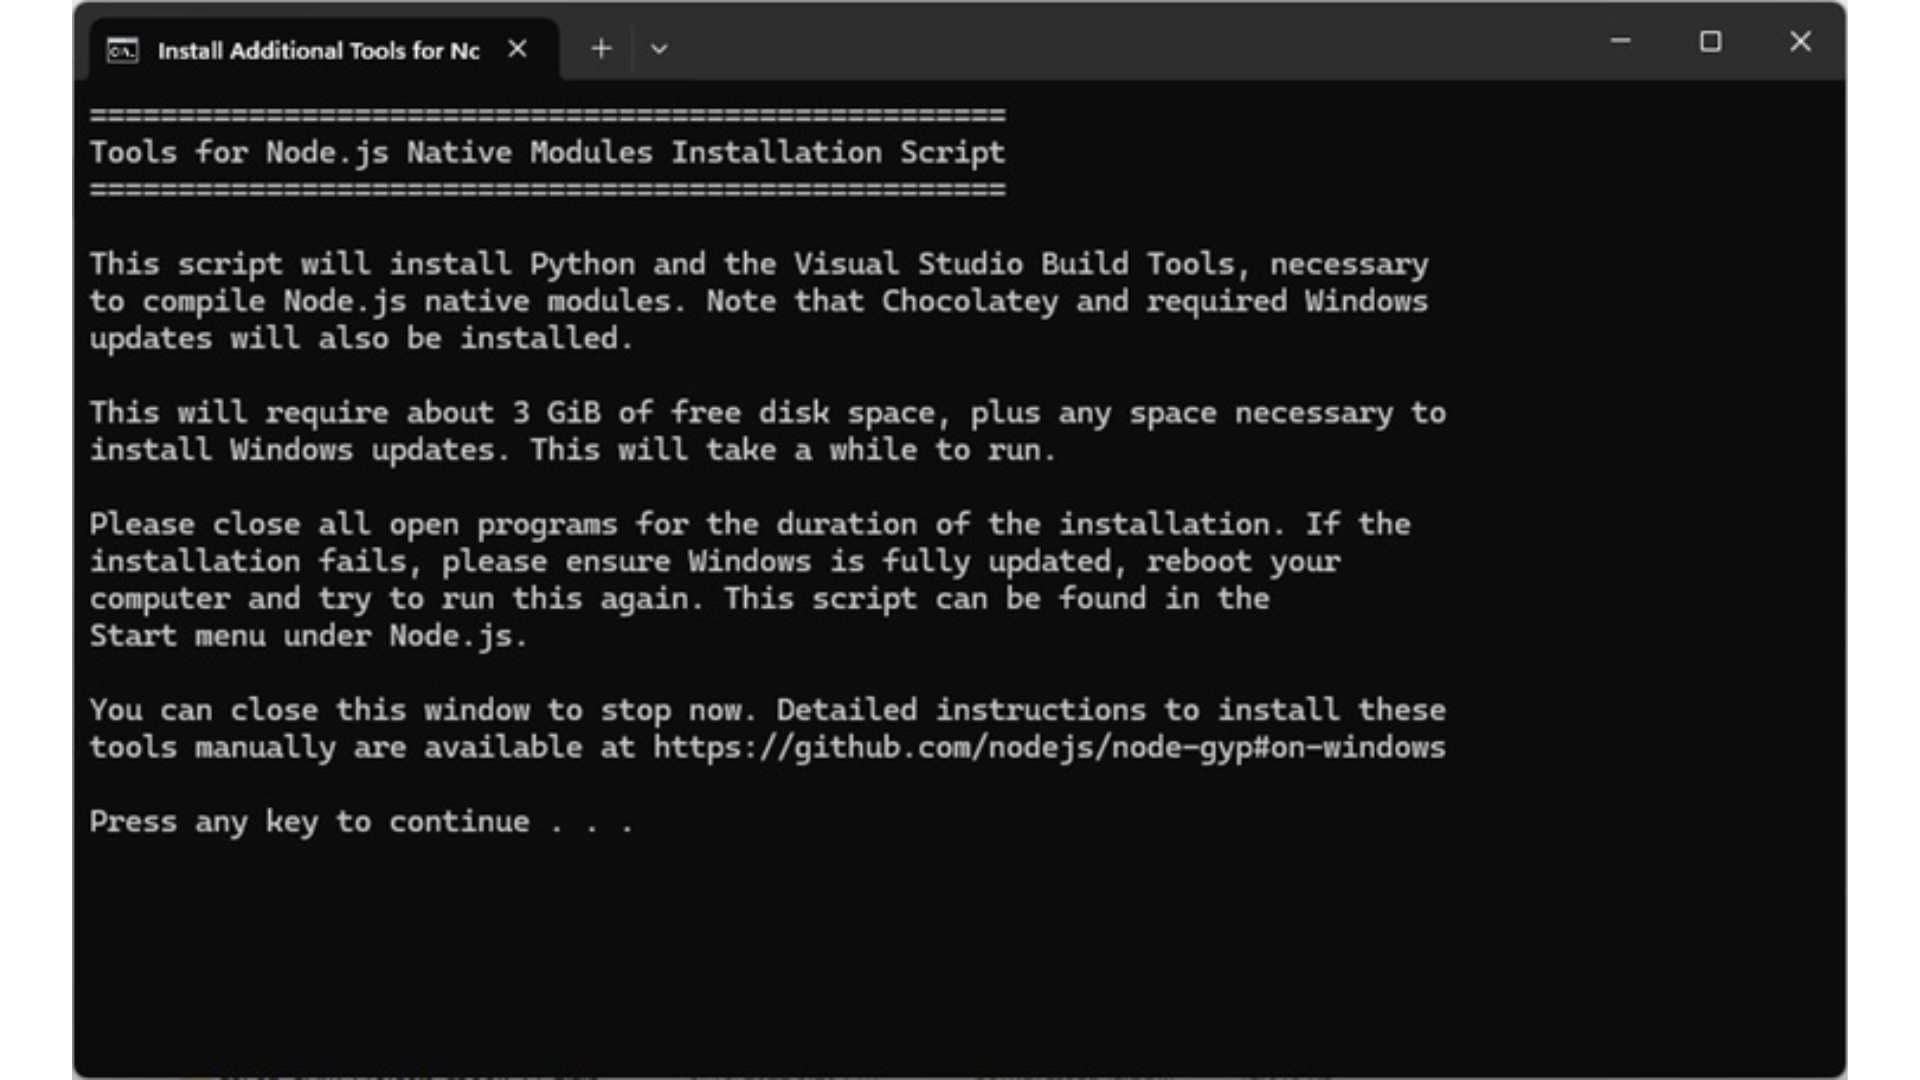 Install Additional Tools for Nc
====================================================
Tools for Node.js Native Modules Installation Script
====================================================
This script will install Python and the Visual Studio Build Tools, necessary
to compile Node.js native modules. Note that Chocolatey and required Windows
updates will also be installed.
This will require about 3 GiB of free disk space, plus any space necessary to
install Windows updates. This will take a while to run.
Please close all open programs for the duration of the installation. If the
installation fails, please ensure Windows is fully updated, reboot your
computer and try to run this again. This script can be found in the
Start menu under Node.js.
You can close this window to stop now. Detailed instructions to install these
tools manually are available at https://github.com/nodejs/node-gyp#on-windows
Press any key to continue . . .